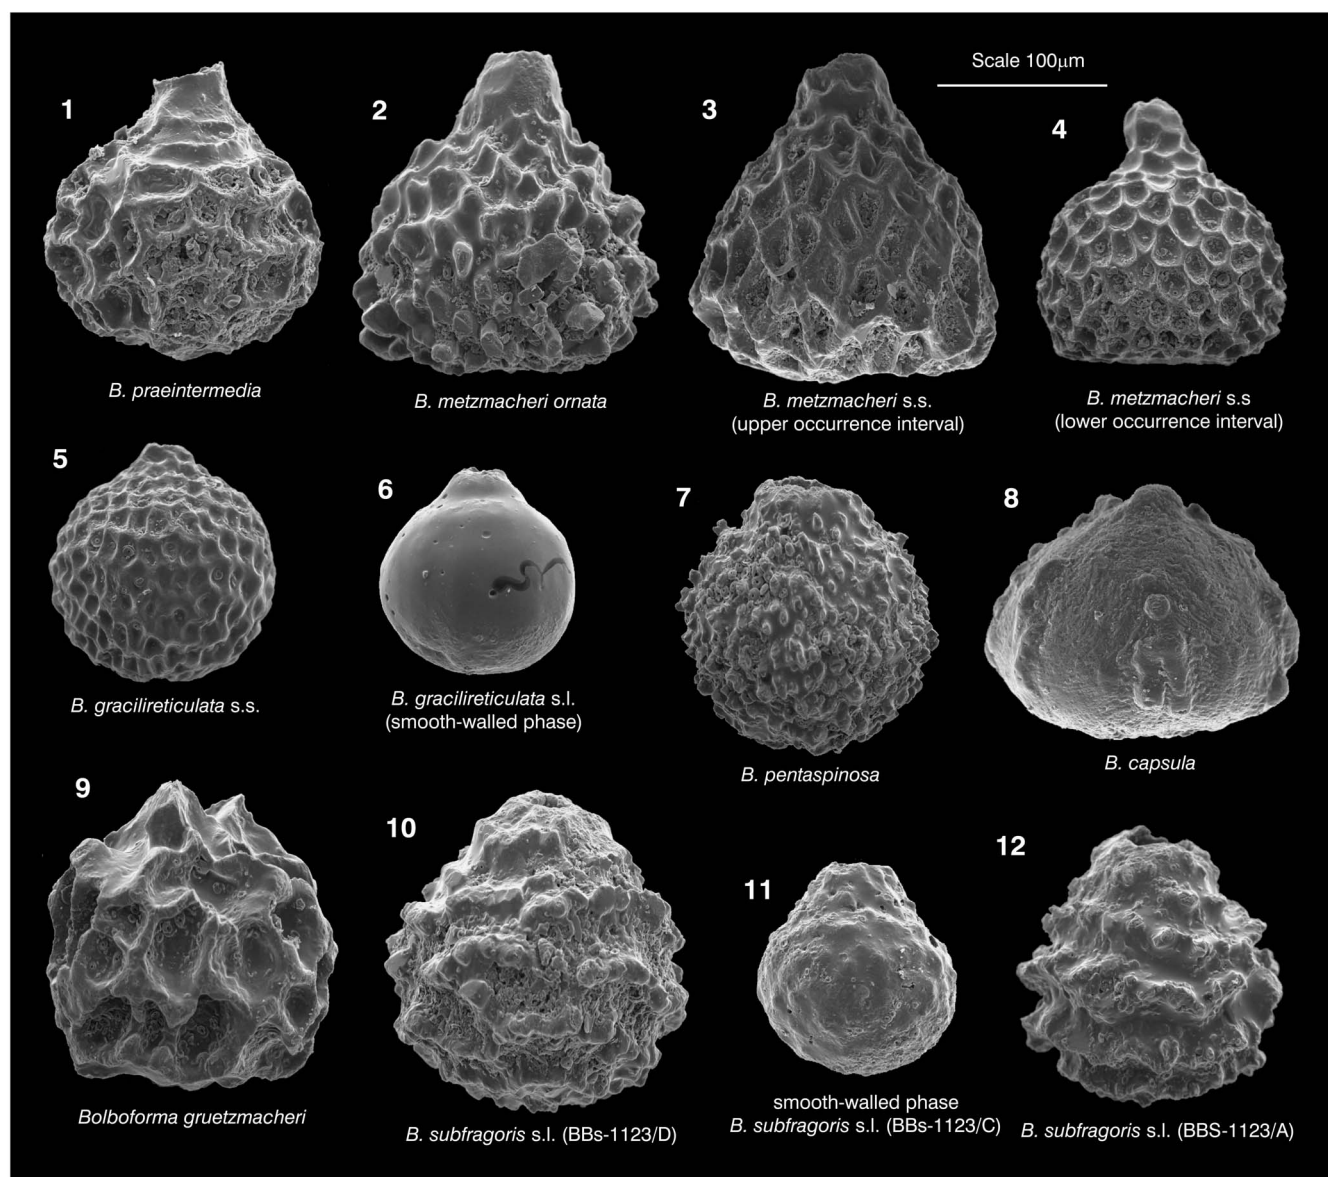 Scale 100μm
1
2
3
4
B. praeintermedia
B. metzmacheri ornata
B. metzmacheri s.s.
(upper occurrence interval)
B. metzmacheri s.s
(lower occurrence interval)
5
6
7
8
B. gracilireticulata s.s.
B. gracilireticulata s.l.
(smooth-walled phase)
B. pentaspinosa
B. capsula
9
10
11
12
Bolboforma gruetzmacheri
B. subfragoris s.l. (BBs-1123/D)
smooth-walled phase
B. subfragoris s.l. (BBs-1123/C)
B. subfragoris s.l. (BBS-1123/A)